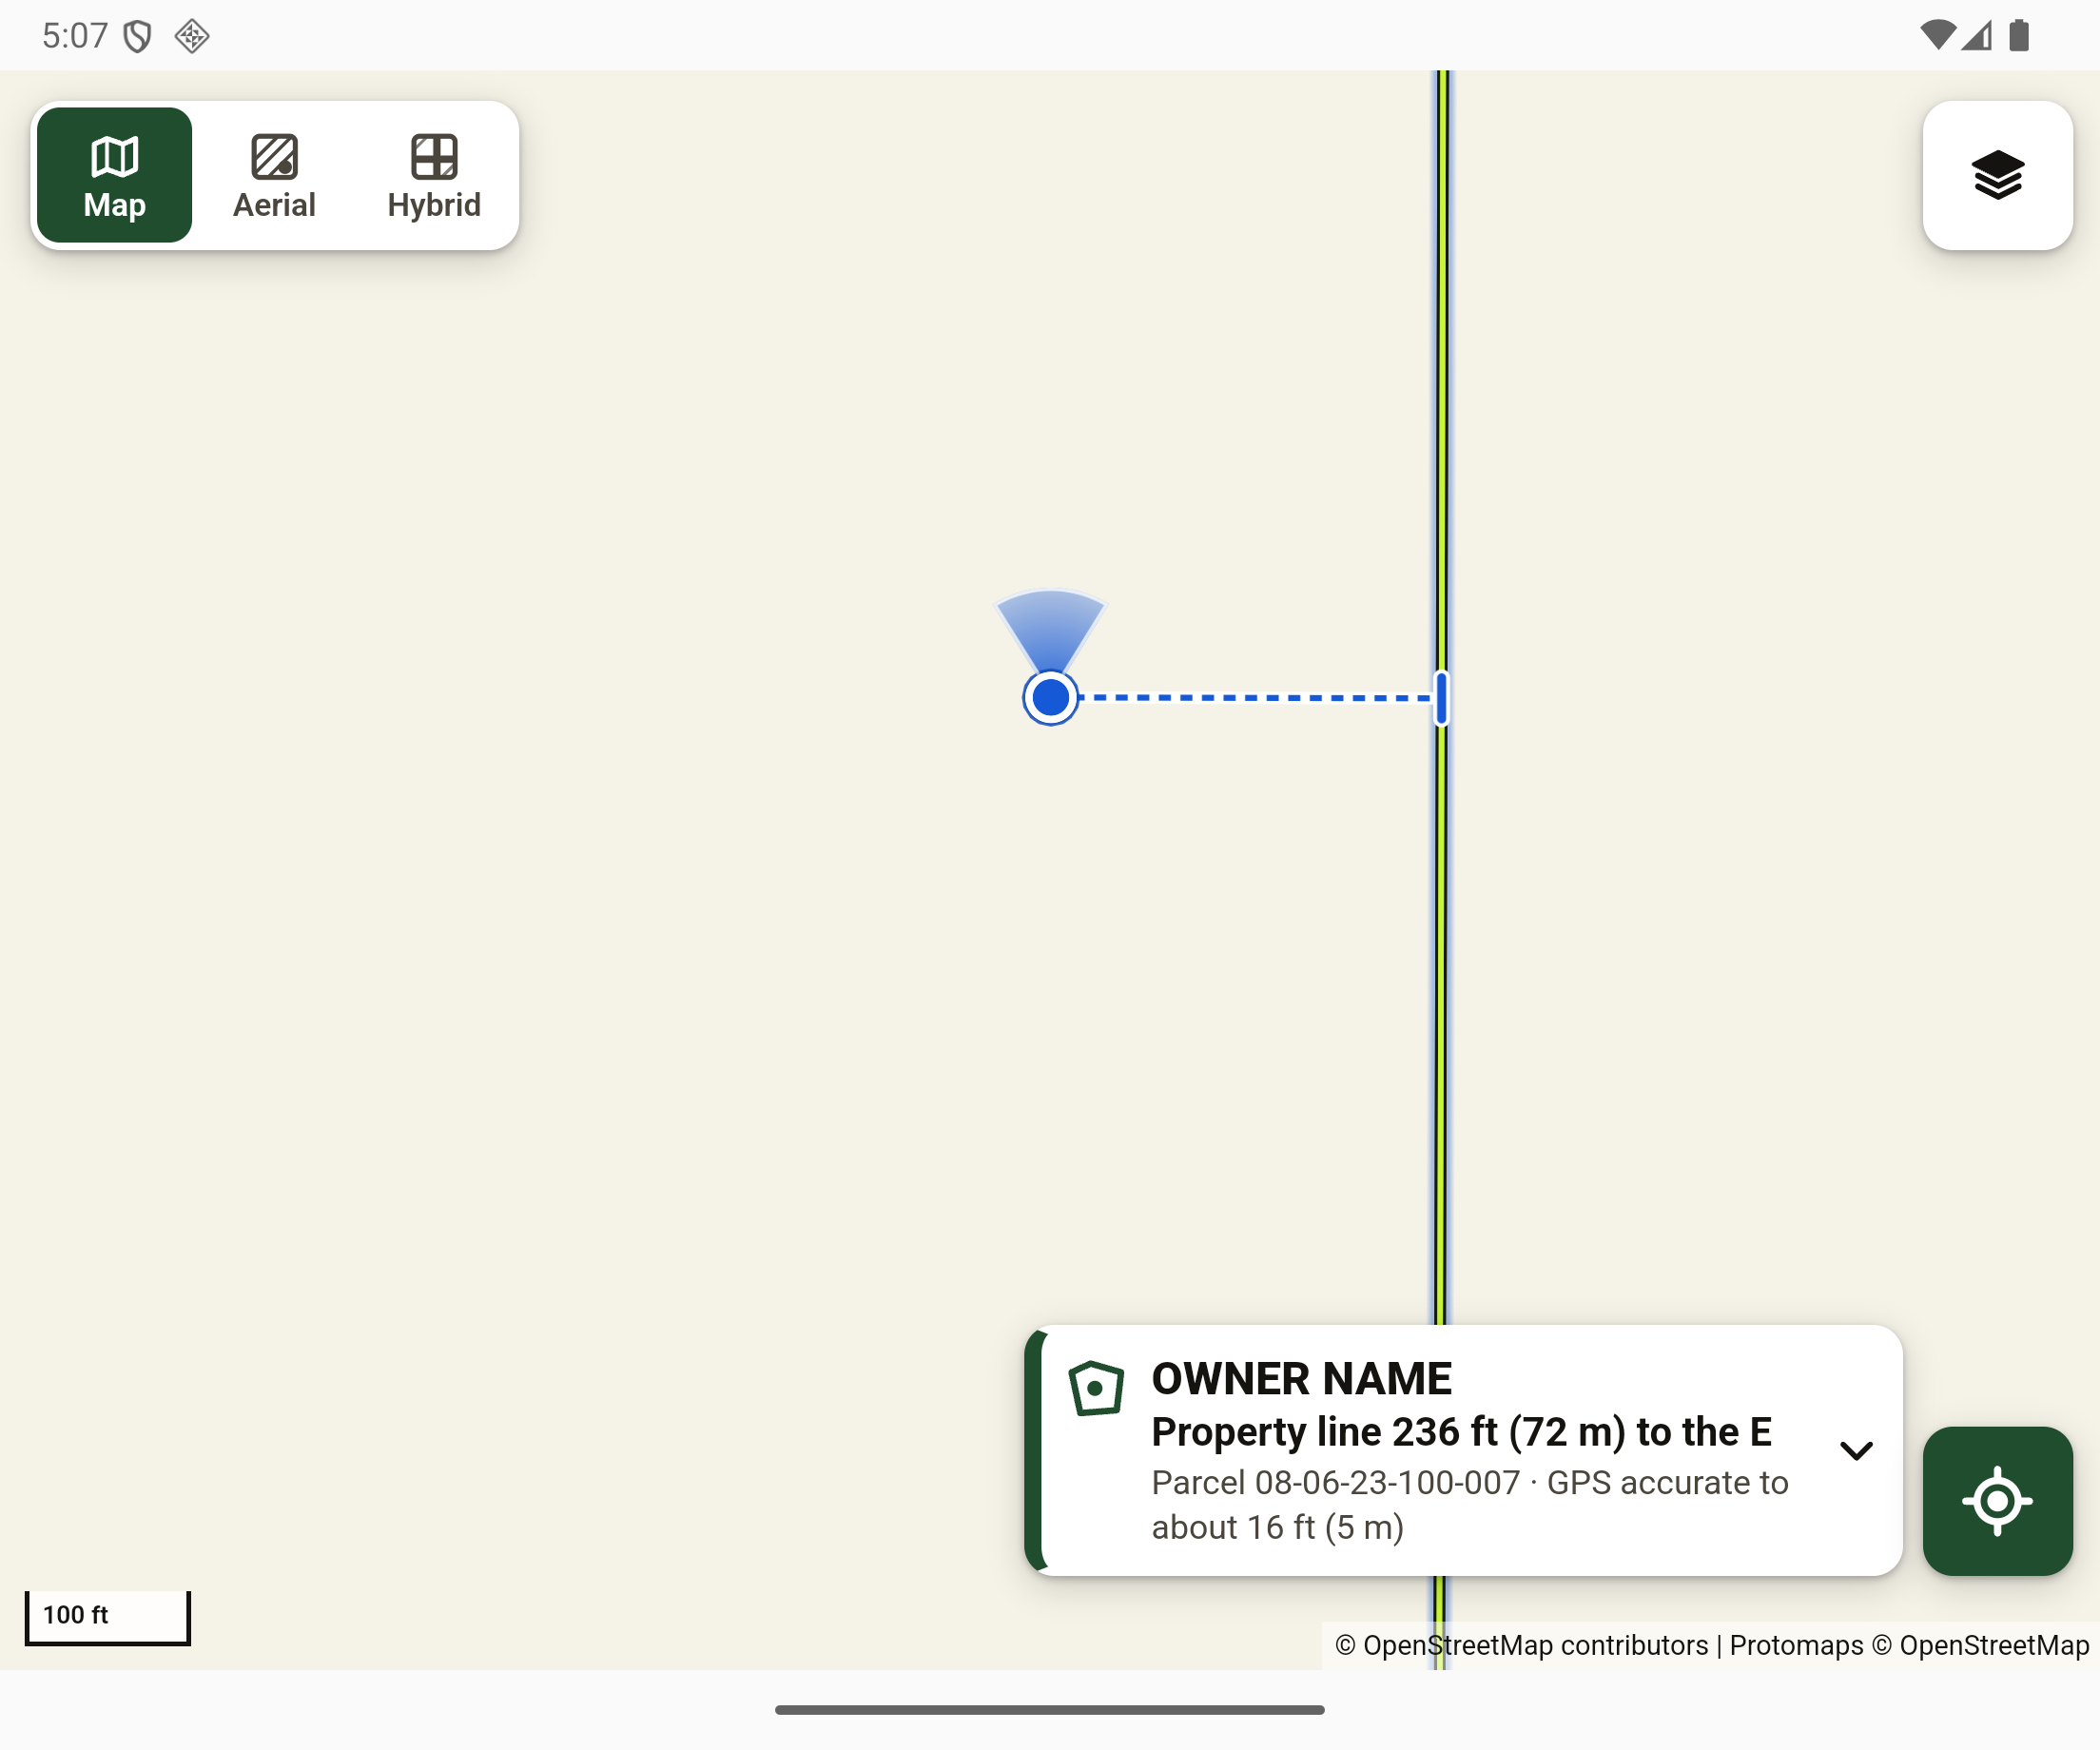 5:07
Map
Aerial
Hybrid
OWNER NAME
Property line 236 ft (72 m) to the E
Parcel 08-06-23-100-007 · GPS accurate to
about 16 ft (5 m)
100 ft
© OpenStreetMap contributors | Protomaps © OpenStreetMap